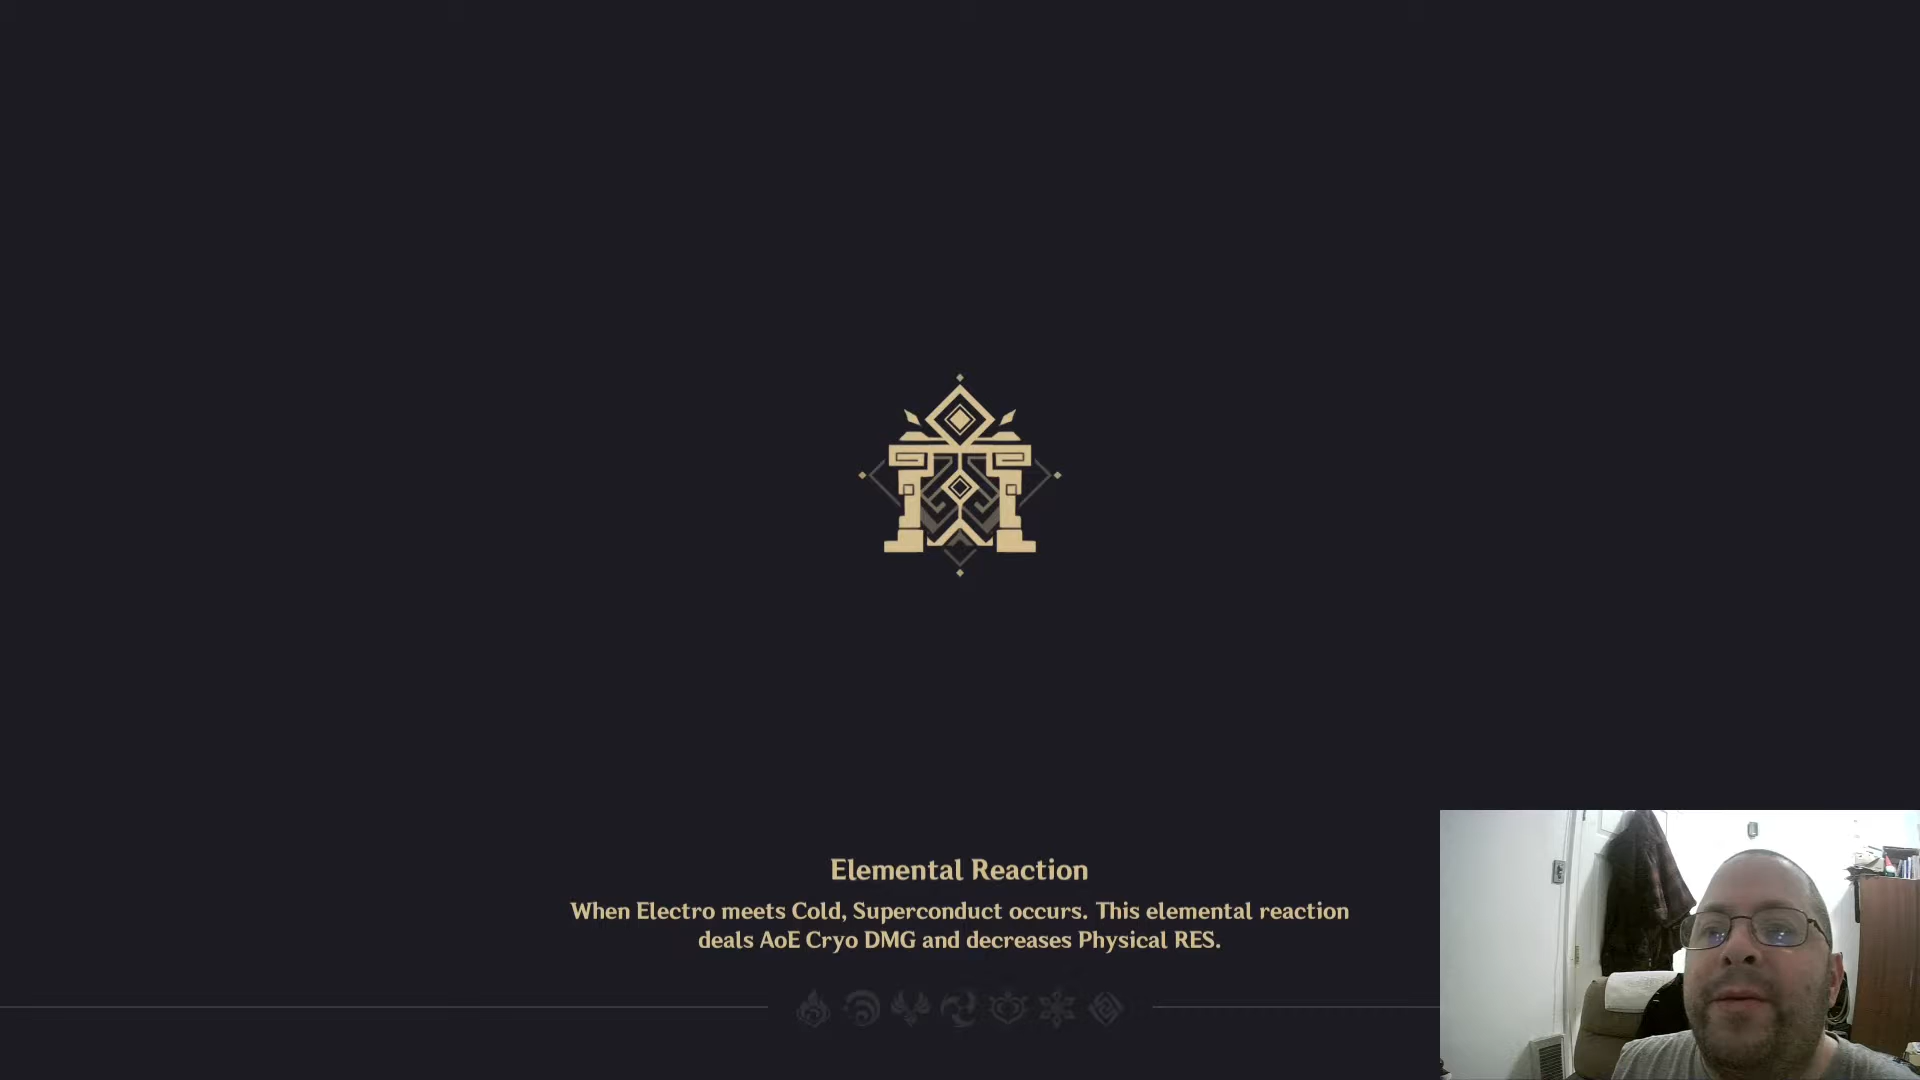 Elemental Reaction
When Electro meets Cold, Superconduct occurs. This elemental reaction
deals AoE Cryo DMG and decreases Physical RES.